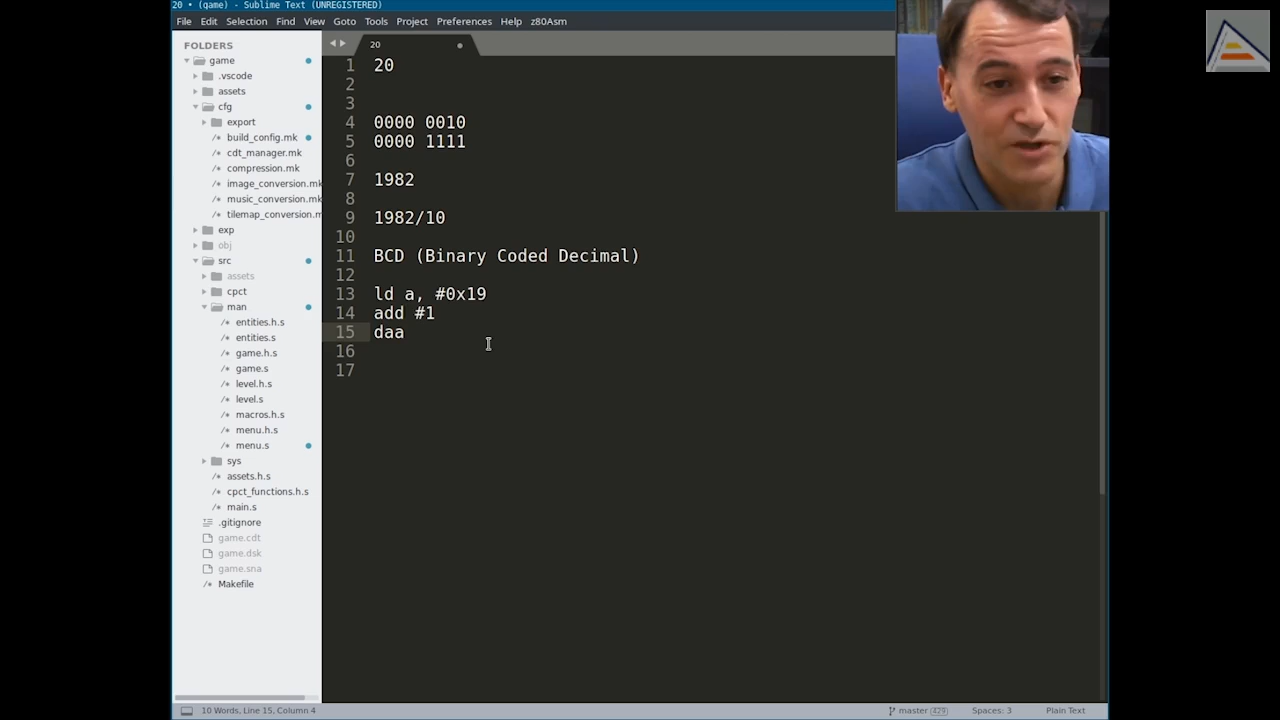 20 • (game) - Sublime Text (UNREGISTERED)
File Edit Selection Find View Goto Tools Project Preferences Help z80Asm
FOLDERS
game
.vscode
assets
cfg
export
build_config.mk
cdt_manager.mk
compression.mk
image_conversion.mk
music_conversion.mk
tilemap_conversion.m
exp
obj
src
assets
cpct
man
entities.h.s
entities.s
game.h.s
game.s
level.h.s
level.s
macros.h.s
menu.h.s
menu.s
sys
assets.h.s
cpct_functions.h.s
main.s
.gitignore
game.cdt
game.dsk
game.sna
Makefile
20
1 20
2
3
4 0000 0010
5 0000 1111
6
7 1982
8
9 1982/10
10
11 BCD (Binary Coded Decimal)
12
13 ld a, #0x19
14 add #1
15 daa
16
17
10 Words, Line 15, Column 4
master 429
Spaces: 3
Plain Text